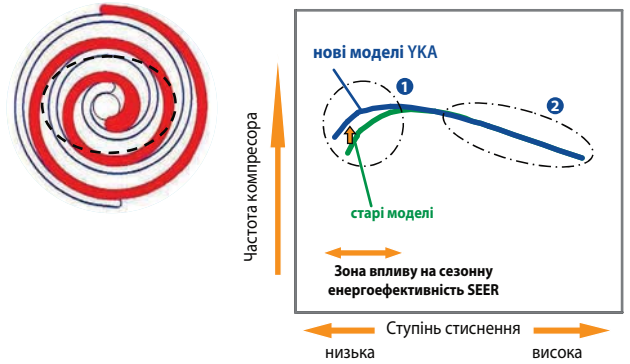 нові моделі YKA
1
2
старі моделі
Частота компресора
Зона впливу на сезонну
енергоефективність SEER
Ступінь стиснення
низька
висока